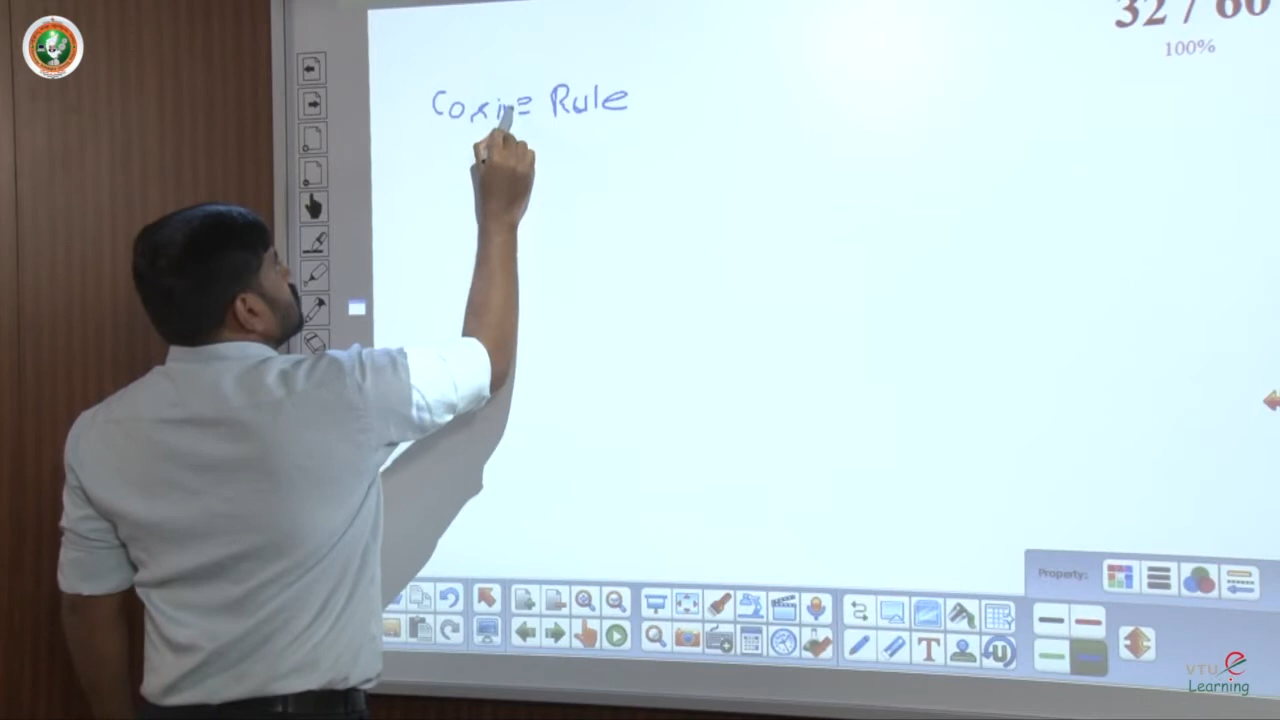 32 / 60
100%
Cosine Rule
Property:
T
U
VTU e
Learning